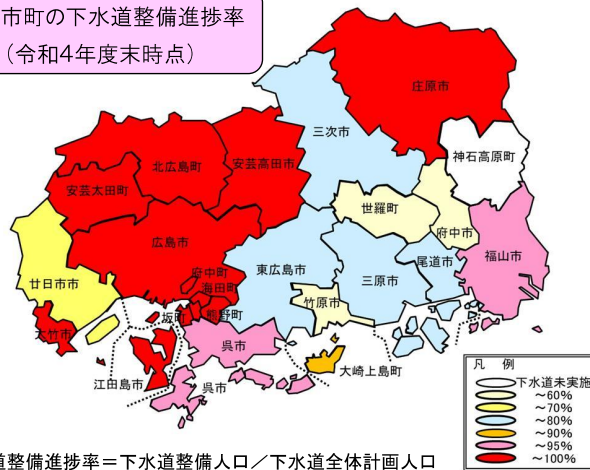 市町の下水道整備進捗率
（令和4年度末時点）
庄原市
三次市
神石高原町
北広島町
安芸高田市
安芸太田町
世羅町
府中市
広島市
福山市
尾道市
東広島市
三原市
府中町
海田町
廿日市市
竹原市
坂町
熊野町
大竹市
呉市
大崎上島町
江田島市
呉市
凡 例
下水道未実施
～60%
～70%
～80%
～90%
～95%
～100%
道整備進捗率＝下水道整備人口／下水道全体計画人口